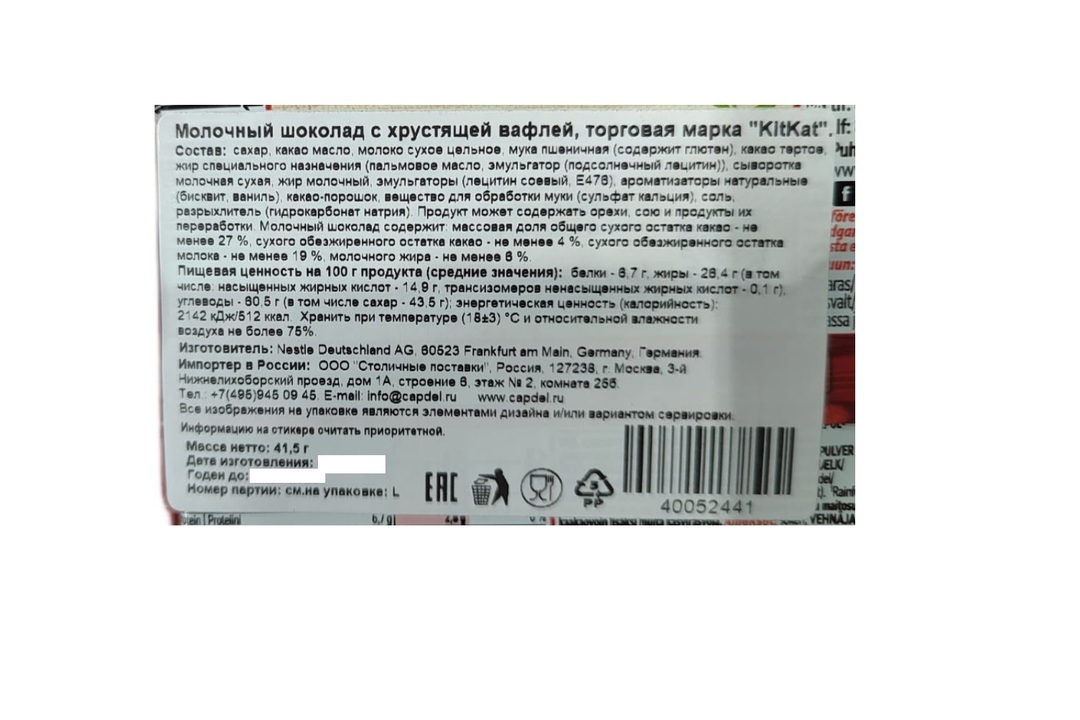 Молочный шоколад с хрустящей вафлей, торговая марка "KitKat".
Состав: сахар, какао масло, молоко сухое цельное, мука пшеничная (содержит глютен), какао тертое,
жир специального назначения (пальмовое масло, эмульгатор (подсолнечный лецитин)), сыворотка
молочная сухая, жир молочный, эмульгаторы (лецитин соевый, Е476), ароматизаторы натуральные
(бисквит, ваниль), какао-порошок, вещество для обработки муки (сульфат кальция), соль,
разрыхлитель (гидрокарбонат натрия). Продукт может содержать орехи, сою и продукты их
переработки. Молочный шоколад содержит: массовая доля общего сухого остатка какао - не
менее 27 %, сухого обезжиренного остатка какао - не менее 4 %, сухого обезжиренного остатка
молока - не менее 19 %, молочного жира - не менее 6 %.
Пищевая ценность на 100 г продукта (средние значения): белки - 6,7 г, жиры - 26,4 г (в том
числе: насыщенных жирных кислот - 14,9 г, трансизомеров ненасыщенных жирных кислот - 0,1 г),
углеводы - 60,5 г (в том числе сахар - 43,5 г); энергетическая ценность (калорийность):
2142 кДж/512 ккал. Хранить при температуре (18±3) °С и относительной влажности
воздуха не более 75%.
Изготовитель: Nestle Deutschland AG, 60523 Frankfurt am Main, Germany, Германия.
Импортер в России: ООО "Столичные поставки", Россия, 127238, г. Москва, 3-й
Нижнелихоборский проезд, дом 1А, строение 6, этаж № 2, комната 256.
Тел.: +7(495)945 09 45. E-mail: info@capdel.ru www.capdel.ru
Все изображения на упаковке являются элементами дизайна и/или вариантом сервировки.
Информацию на стикере считать приоритетной.
Масса нетто: 41,5 г
Дата изготовления:
Годен до:
Номер партии: см.на упаковке: L
EAC
5
PP
40052441
If:
f
PULVER
VEHNÄJA
Protein|
6,7g